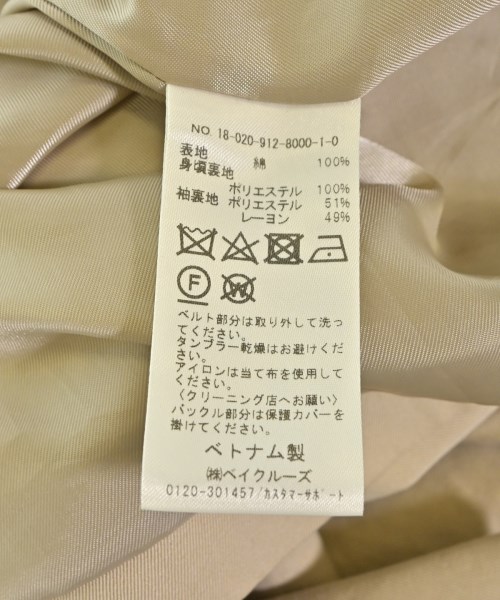 NO. 18-020-912-8000-1-0
表地 綿 100%
身頃裏地
ポリエステル 100%
袖裏地 ポリエステル 51%
レーヨン 49%
F W
ベルト部分は取り外して洗っ
てください。
タンブラー乾燥はお避けくだ
さい。
アイロンは当て布を使用して
ください。
〈クリーニング店へお願い〉
バックル部分は保護カバーを
掛けてください。
ベトナム製
㈱ベイクルーズ
0120-301457/カスタマーサポート